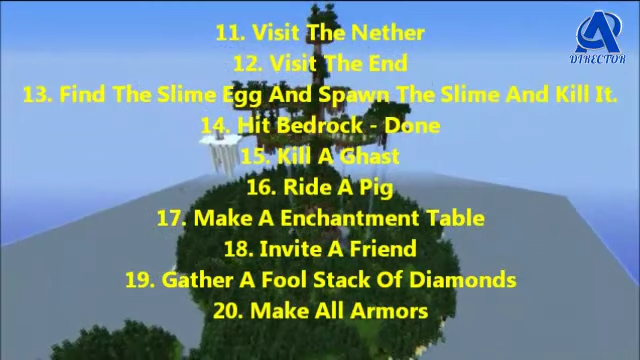 11. Visit The Nether
12. Visit The End
13. Find The Slime Egg And Spawn The Slime And Kill It.
14. Hit Bedrock - Done
15. Kill A Ghast
16. Ride A Pig
17. Make A Enchantment Table
18. Invite A Friend
19. Gather A Fool Stack Of Diamonds
20. Make All Armors
DIRECTOR